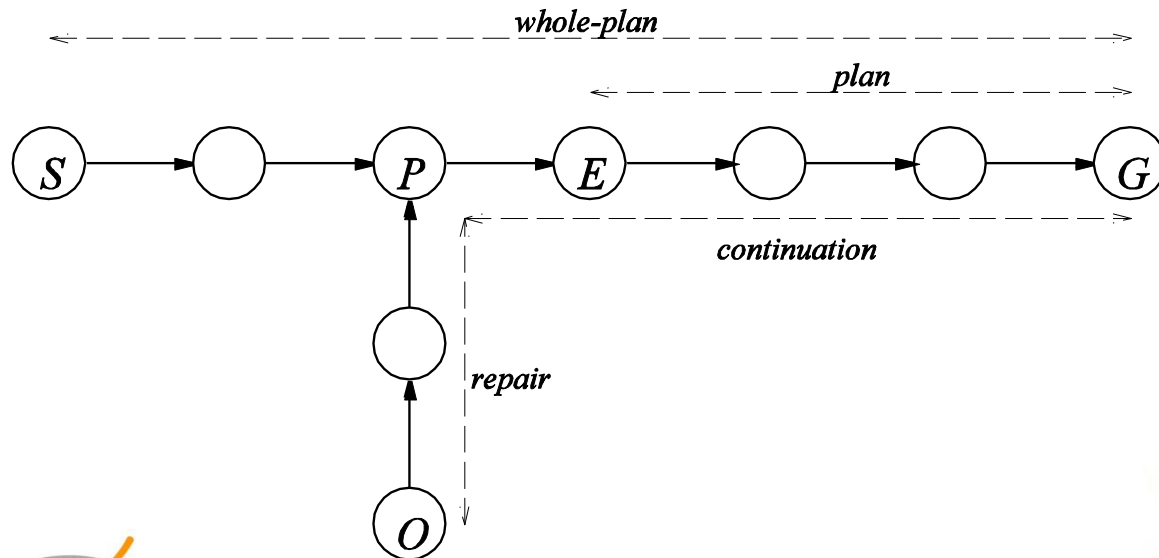 whole-plan
plan
S P E G
continuation
repair
O